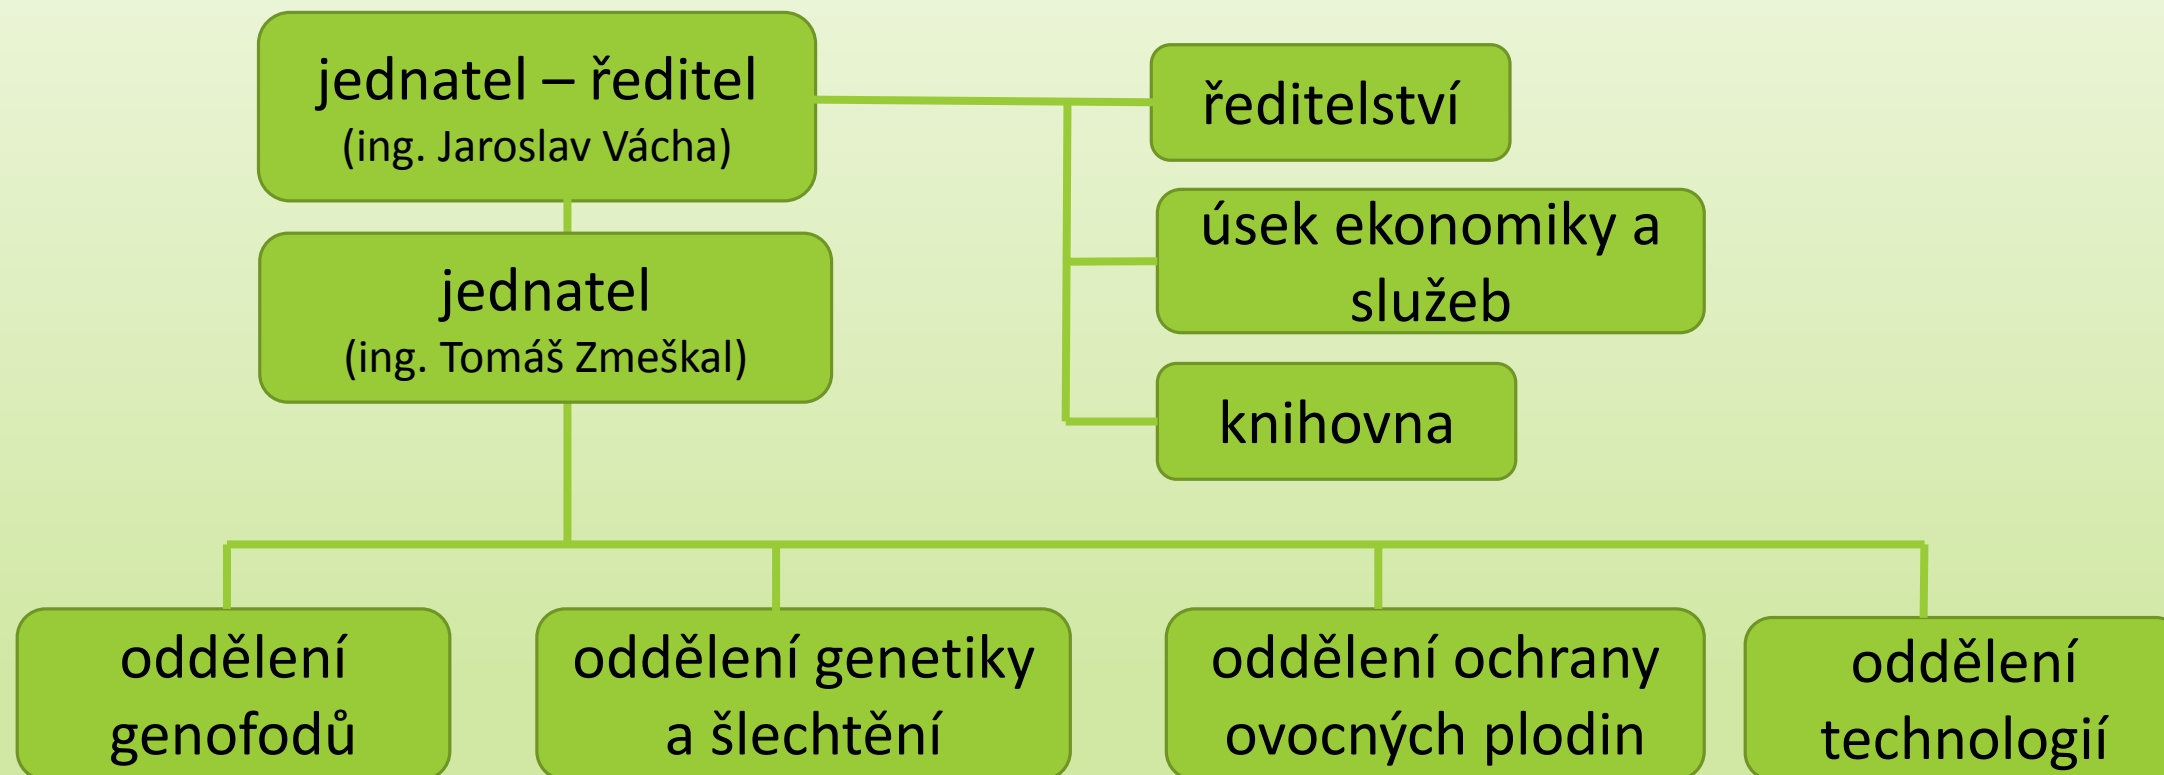 jednatel – ředitel
(ing. Jaroslav Vácha)
ředitelství
úsek ekonomiky a
služeb
jednatel
(ing. Tomáš Zmeškal)
knihovna
oddělení
genofodů
oddělení genetiky
a šlechtění
oddělení ochrany
ovocných plodin
oddělení
technologií